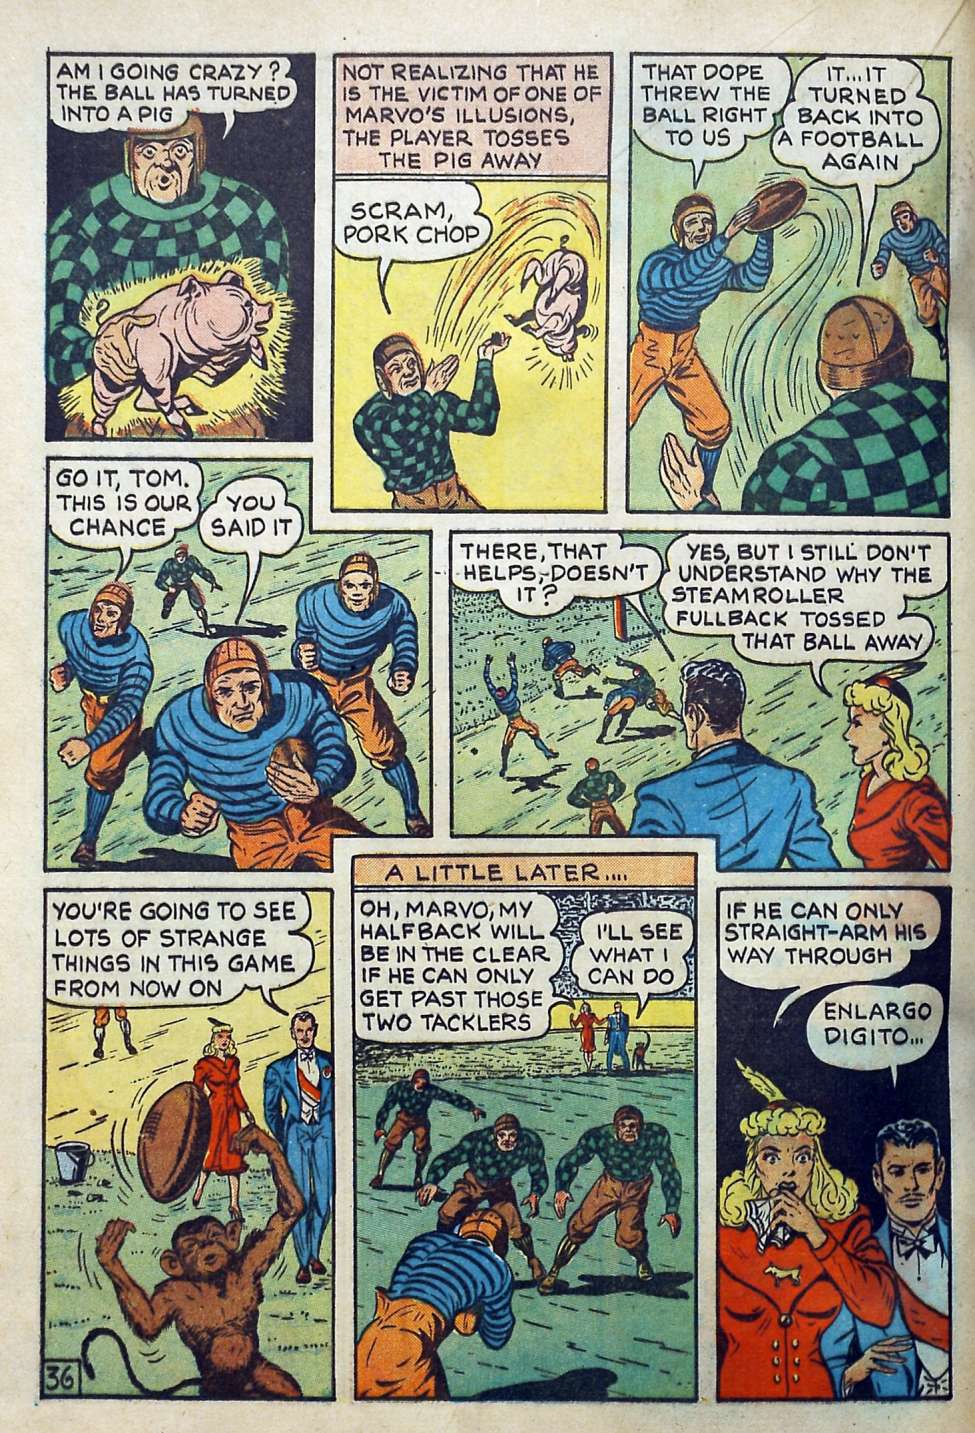 AM I GOING CRAZY?
THE BALL HAS TURNED
INTO A PIG
NOT REALIZING THAT HE
IS THE VICTIM OF ONE OF
MARVO'S ILLUSIONS,
THE PLAYER TOSSES
THE PIG AWAY
SCRAM,
PORK CHOP
THAT DOPE
THREW THE
BALL RIGHT
TO US
IT...IT
TURNED
BACK INTO
A FOOTBALL
AGAIN
GO IT, TOM.
THIS IS OUR
CHANCE
YOU
SAID IT
THERE, THAT
HELPS, DOESN'T
IT?
YES, BUT I STILL DON'T
UNDERSTAND WHY THE
STEAMROLLER
FULLBACK TOSSED
THAT BALL AWAY
YOU'RE GOING TO SEE
LOTS OF STRANGE
THINGS IN THIS GAME
FROM NOW ON
36
A LITTLE LATER....
OH, MARVO, MY
HALFBACK WILL
BE IN THE CLEAR
IF HE CAN ONLY
GET PAST THOSE
TWO TACKLERS
I'LL SEE
WHAT I
CAN DO
IF HE CAN ONLY
STRAIGHT-ARM HIS
WAY THROUGH
ENLARGO
DIGITO...